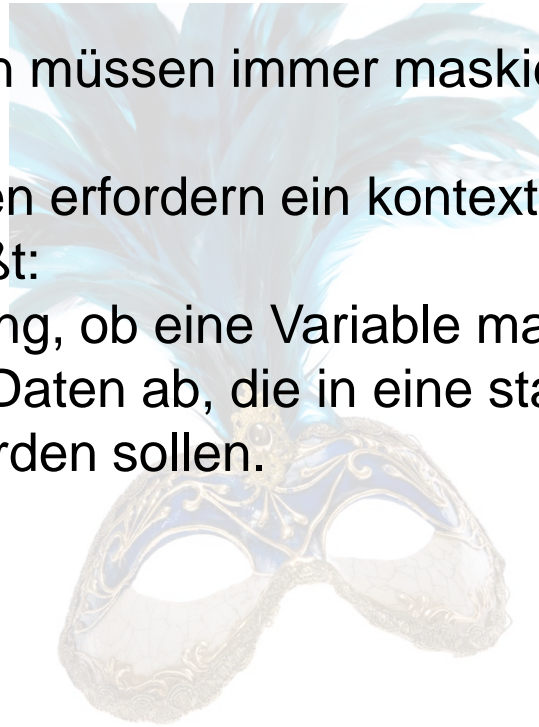 n müssen immer maskie
en erfordern ein kontext
ßt:
ng, ob eine Variable ma
Daten ab, die in eine sta
rden sollen.